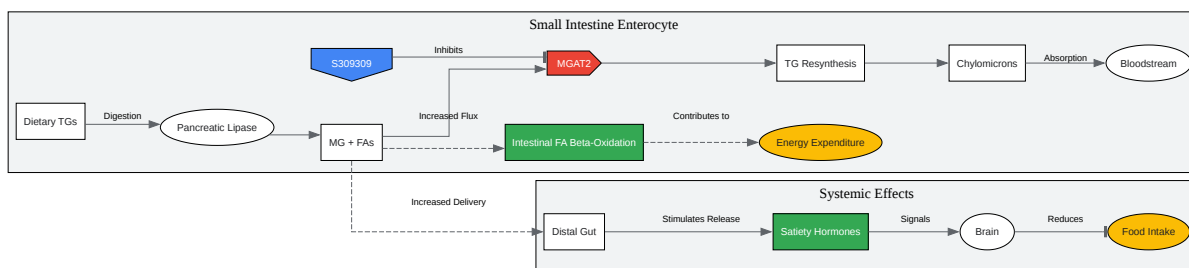 Small Intestine Enterocyte
S309309
Inhibits
MGAT2
TG Resynthesis
Chylomicrons
Absorption
Bloodstream
Dietary TGs
Digestion
Pancreatic Lipase
MG + FAs
Increased Flux
Intestinal FA Beta-Oxidation
Contributes to
Energy Expenditure
Systemic Effects
Increased Delivery
Distal Gut
Stimulates Release
Satiety Hormones
Signals
Brain
Reduces
Food Intake